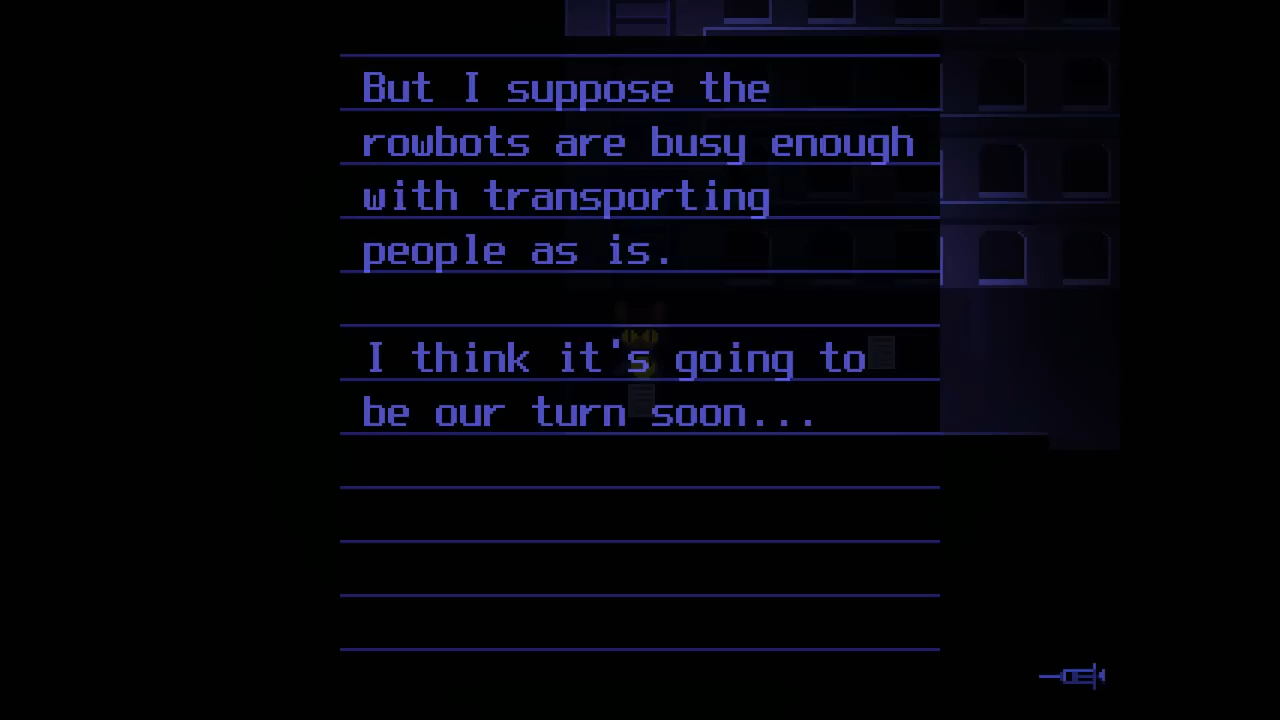 But I suppose the
rowbots are busy enough
with transporting
people as is.
I think it's going to
be our turn soon...